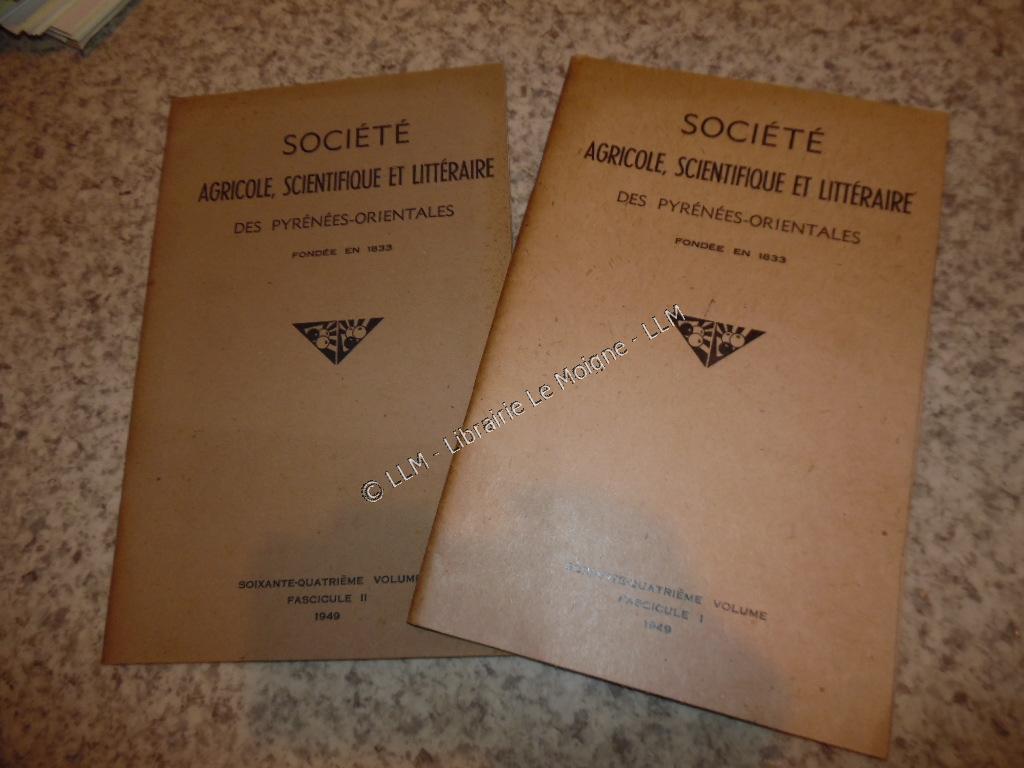 SOCIÉTÉ
AGRICOLE, SCIENTIFIQUE ET LITTÉRAIRE
DES PYRÉNÉES-ORIENTALES
FONDÉE EN 1833
SOIXANTE-QUATRIÈME VOLUME
FASCICULE II
1949
SOCIÉTÉ
AGRICOLE, SCIENTIFIQUE ET LITTÉRAIRE
DES PYRÉNÉES-ORIENTALES
FONDÉE EN 1833
SOIXANTE-QUATRIÈME VOLUME
FASCICULE I
1949
© LLM - Librairie Le Moigne - LLM